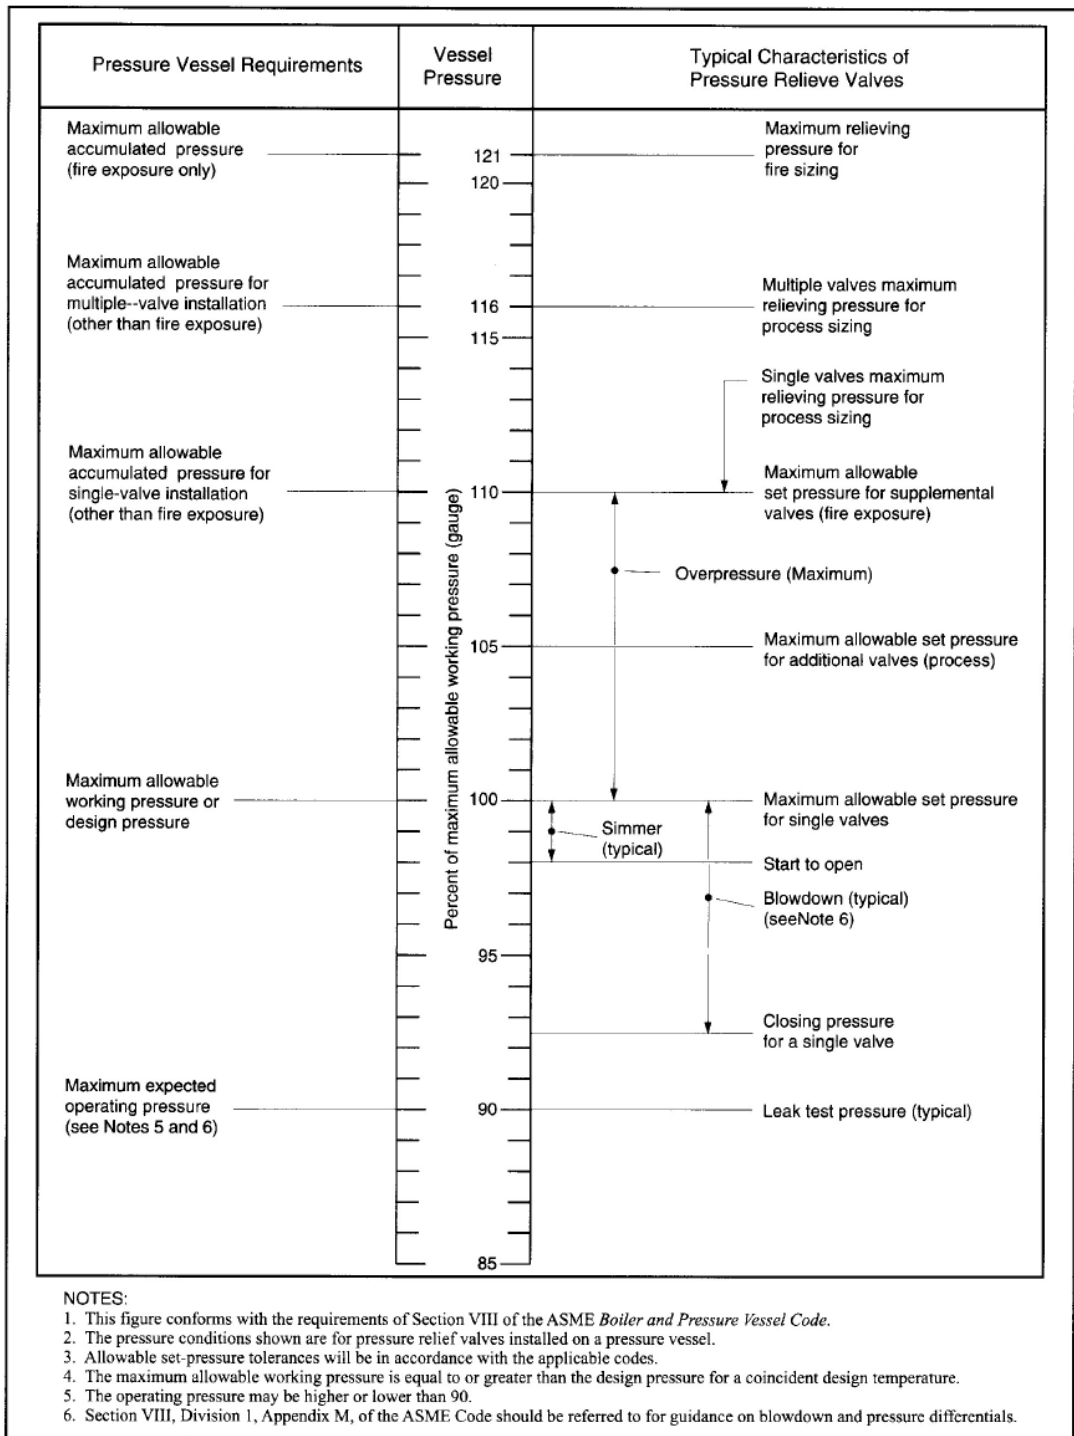 Pressure Vessel Requirements
Vessel
Pressure
Typical Characteristics of
Pressure Relieve Valves
Maximum allowable
accumulated pressure
(fire exposure only)
Maximum allowable
accumulated pressure for
multiple--valve installation
(other than fire exposure)
Maximum allowable
accumulated pressure for
single-valve installation
(other than fire exposure)
Maximum allowable
working pressure or
design pressure
Maximum expected
operating pressure
(see Notes 5 and 6)
Percent of maximum allowable working pressure (gauge)
121
120
116
115
110
105
100
95
90
85
Maximum relieving
pressure for
fire sizing
Multiple valves maximum
relieving pressure for
process sizing
Single valves maximum
relieving pressure for
process sizing
Maximum allowable
set pressure for supplemental
valves (fire exposure)
Overpressure (Maximum)
Maximum allowable set pressure
for additional valves (process)
Maximum allowable set pressure
for single valves
Simmer
(typical)
Start to open
Blowdown (typical)
(seeNote 6)
Closing pressure
for a single valve
Leak test pressure (typical)
NOTES:
1. This figure conforms with the requirements of Section VIII of the ASME Boiler and Pressure Vessel Code.
2. The pressure conditions shown are for pressure relief valves installed on a pressure vessel.
3. Allowable set-pressure tolerances will be in accordance with the applicable codes.
4. The maximum allowable working pressure is equal to or greater than the design pressure for a coincident design temperature.
5. The operating pressure may be higher or lower than 90.
6. Section VIII, Division 1, Appendix M, of the ASME Code should be referred to for guidance on blowdown and pressure differentials.